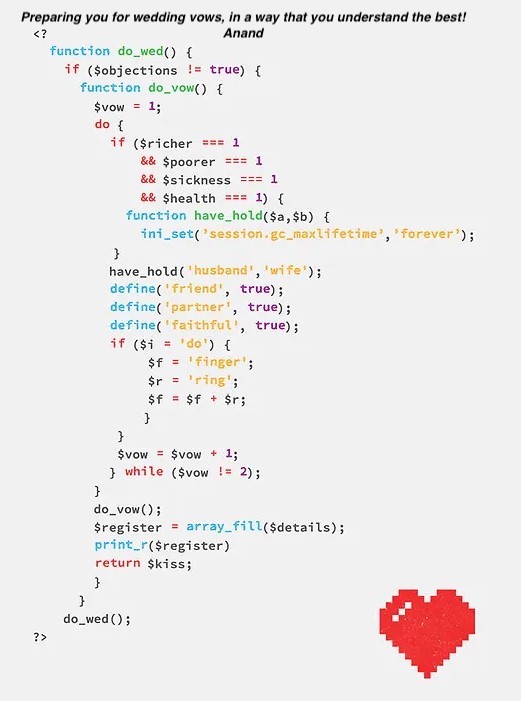 Preparing you for wedding vows, in a way that you understand the best!
Anand
<?
function do_wed() {
if ($objections != true) {
function do_vow() {
$vow = 1;
do {
if ($richer === 1
&& $poorer === 1
&& $sickness === 1
&& $health === 1) {
function have_hold($a,$b) {
ini_set(’session.gc_maxlifetime’,’forever’);
}
have_hold('husband','wife');
define('friend', true);
define('partner', true);
define('faithful', true);
if ($i = 'do') {
$f = 'finger';
$r = 'ring';
$f = $f + $r;
}
}
$vow = $vow + 1;
} while ($vow != 2);
}
do_vow();
$register = array_fill($details);
print_r($register)
return $kiss;
}
}
do_wed();
?>